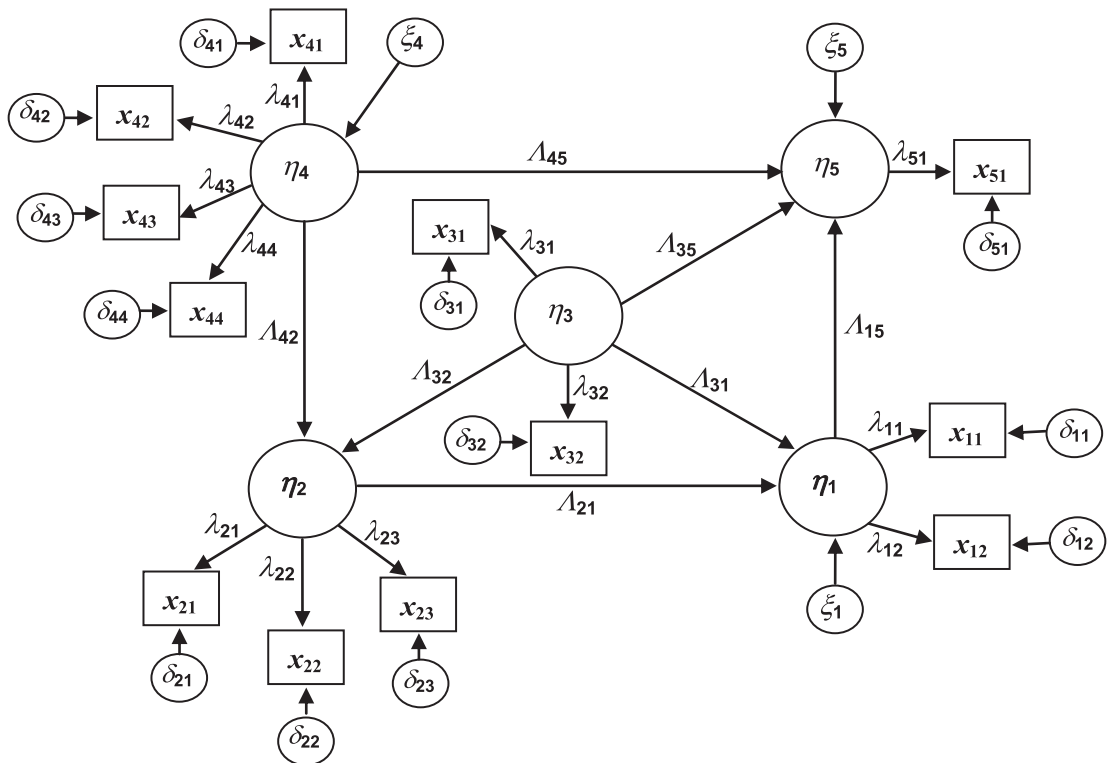 δ41
x41
ξ4
ξ5
δ42
x42
λ42
λ41
η4
Λ45
η5
λ51
x51
δ43
x43
λ43
λ44
x31
λ31
Λ35
δ51
δ44
x44
δ31
η3
Λ42
Λ15
Λ32
λ32
Λ31
δ32
x32
λ11
x11
δ11
η2
Λ21
η1
λ21
λ22
λ23
λ12
x12
δ12
x21
x23
ξ1
x22
δ21
δ23
δ22